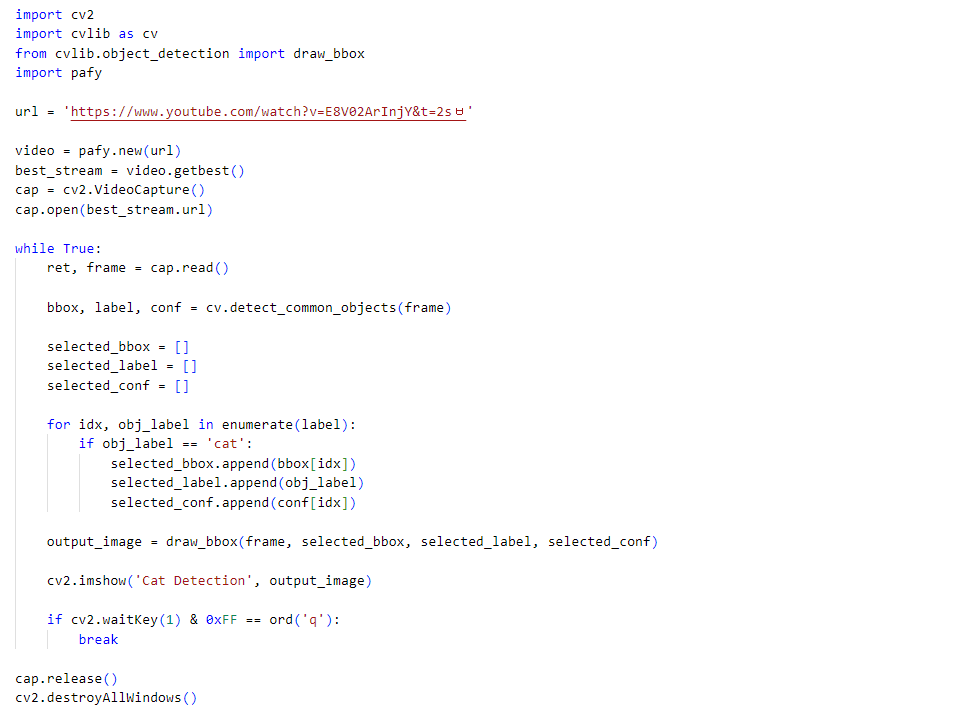 import cv2
import cvlib as cv
from cvlib.object_detection import draw_bbox
import pafy
url = 'https://www.youtube.com/watch?v=E8V02ArInjY&t=2sㅂ'
video = pafy.new(url)
best_stream = video.getbest()
cap = cv2.VideoCapture()
cap.open(best_stream.url)
while True:
    ret, frame = cap.read()
    bbox, label, conf = cv.detect_common_objects(frame)
    selected_bbox = []
    selected_label = []
    selected_conf = []
    for idx, obj_label in enumerate(label):
        if obj_label == 'cat':
            selected_bbox.append(bbox[idx])
            selected_label.append(obj_label)
            selected_conf.append(conf[idx])
    output_image = draw_bbox(frame, selected_bbox, selected_label, selected_conf)
    cv2.imshow('Cat Detection', output_image)
    if cv2.waitKey(1) & 0xFF == ord('q'):
        break
cap.release()
cv2.destroyAllWindows()